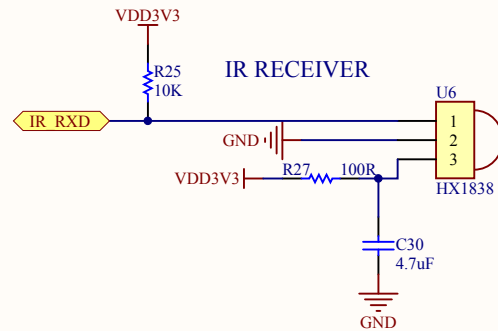 VDD3V3
R25
10K
IR RECEIVER
U6
IR_RXD
1
GND
2
R27
100R
3
VDD3V3
HX1838
C30
4.7uF
GND